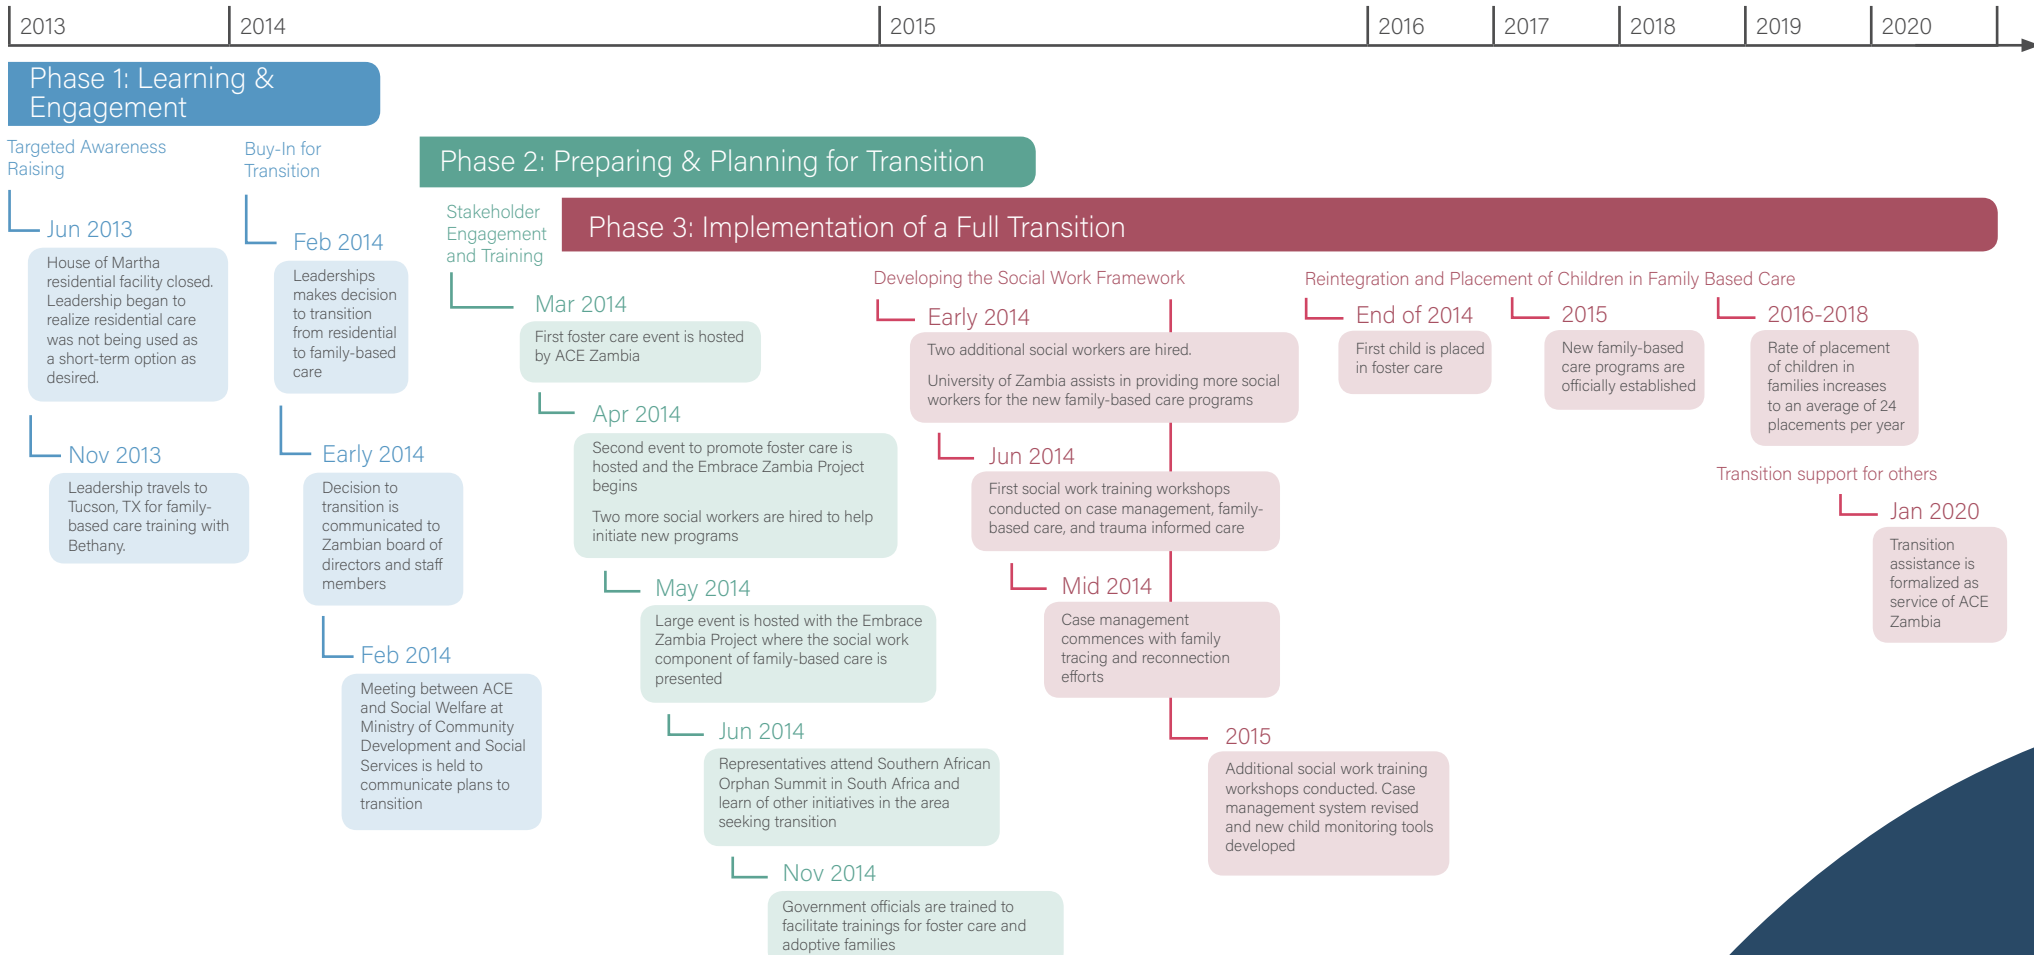 2013
2014
2015
2016
2017
2018
2019
2020
Phase 1: Learning &
Engagement
Targeted Awareness
Raising
Jun 2013
House of Martha
residential facility closed.
Leadership began to
realize residential care
was not being used as
a short-term option as
desired.
Nov 2013
Leadership travels to
Tucson, TX for family-
based care training with
Bethany.
Buy-In for
Transition
Feb 2014
Leaderships
makes decision
to transition
from residential
to family-based
care
Early 2014
Decision to
transition is
communicated to
Zambian board of
directors and staff
members
Feb 2014
Meeting between ACE
and Social Welfare at
Ministry of Community
Development and Social
Services is held to
communicate plans to
transition
Phase 2: Preparing & Planning for Transition
Stakeholder
Engagement
and Training
Mar 2014
First foster care event is hosted
by ACE Zambia
Apr 2014
Second event to promote foster care is
hosted and the Embrace Zambia Project
begins
Two more social workers are hired to help
initiate new programs
May 2014
Large event is hosted with the Embrace
Zambia Project where the social work
component of family-based care is
presented
Jun 2014
Representatives attend Southern African
Orphan Summit in South Africa and
learn of other initiatives in the area
seeking transition
Nov 2014
Government officials are trained to
facilitate trainings for foster care and
adoptive families
Phase 3: Implementation of a Full Transition
Developing the Social Work Framework
Early 2014
Two additional social workers are hired.
University of Zambia assists in providing more social
workers for the new family-based care programs
Jun 2014
First social work training workshops
conducted on case management, family-
based care, and trauma informed care
Mid 2014
Case management
commences with family
tracing and reconnection
efforts
2015
Additional social work training
workshops conducted. Case
management system revised
and new child monitoring tools
developed
Reintegration and Placement of Children in Family Based Care
End of 2014
First child is placed
in foster care
2015
New family-based
care programs are
officially established
2016-2018
Rate of placement
of children in
families increases
to an average of 24
placements per year
Transition support for others
Jan 2020
Transition
assistance is
formalized as
service of ACE
Zambia